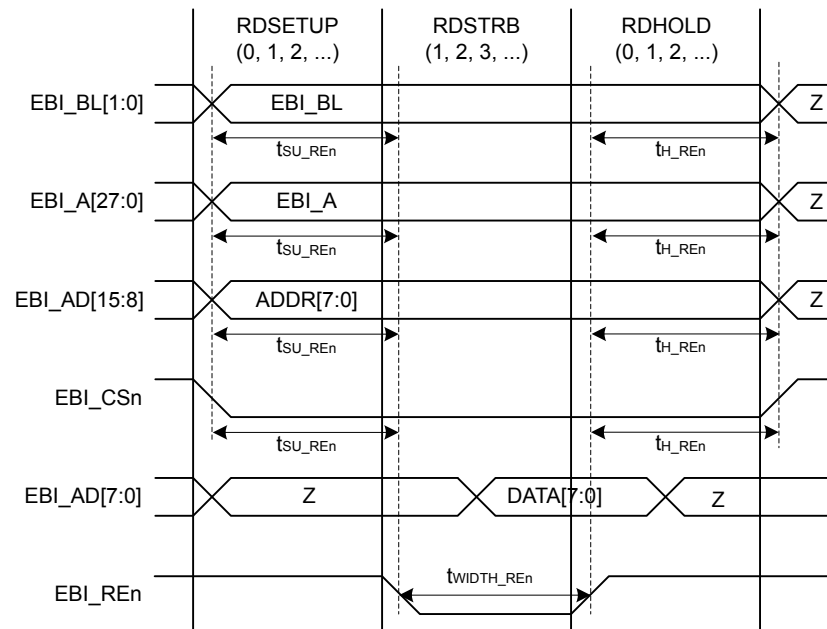 RDSETUP RDSTRB RDHOLD
(0, 1, 2, ...) (1, 2, 3, ...) (0, 1, 2, ...)
EBI_BL[1:0] EBI_BL Z
tSU_REn tH_REn
EBI_A[27:0] EBI_A Z
tSU_REn tH_REn
EBI_AD[15:8] ADDR[7:0] Z
tSU_REn tH_REn
EBI_CSn
tSU_REn tH_REn
EBI_AD[7:0] Z DATA[7:0] Z
tWIDTH_REn
EBI_REn